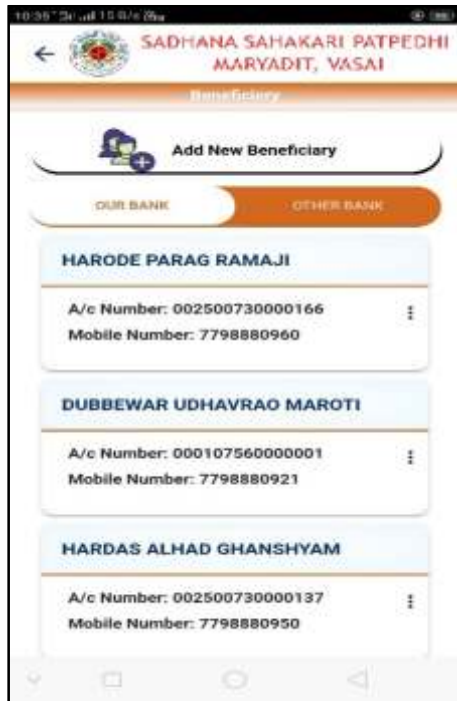 SADHANA SAHAKARI PATPEDHI
MARYADIT, VASAI
Beneficiary
Add New Beneficiary
OUR BANK
OTHER BANK
HARODE PARAG RAMAJI
A/c Number: 002500730000166
Mobile Number: 7798880960
DUBBEWAR UDHAVRAO MAROTI
A/c Number: 000107560000001
Mobile Number: 7798880921
HARDAS ALHAD GHANSHYAM
A/c Number: 002500730000137
Mobile Number: 7798880950